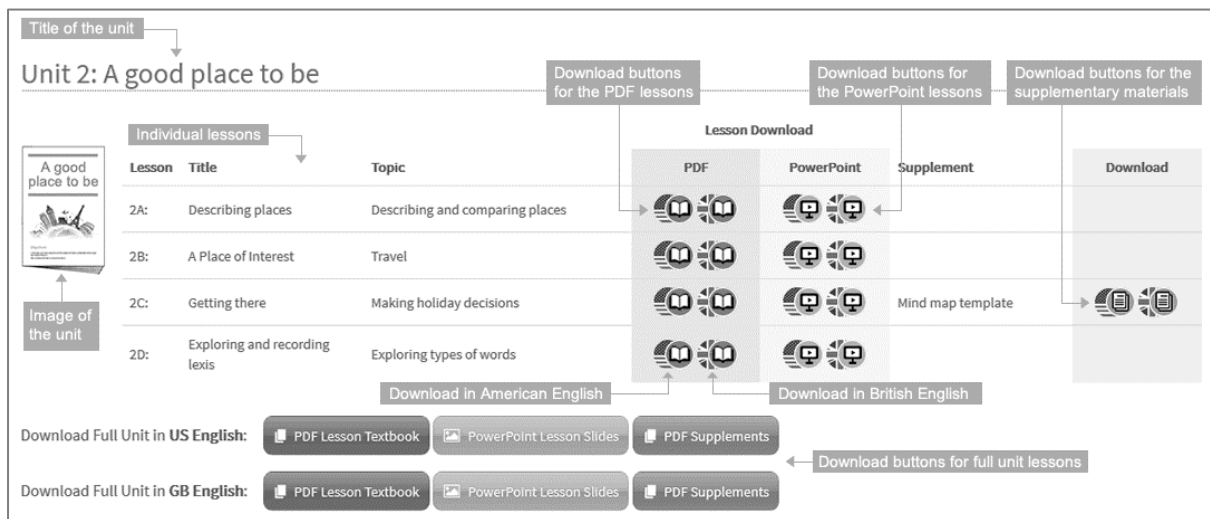 Title of the unit
Unit 2: A good place to be
Download buttons
for the PDF lessons
Download buttons for
the PowerPoint lessons
Download buttons for the
supplementary materials
Individual lessons
Lesson Download
A good
place to be
Lesson Title Topic PDF PowerPoint Supplement Download
2A: Describing places Describing and comparing places
2B: A Place of Interest Travel
2C: Getting there Making holiday decisions Mind map template
Image of
the unit
2D: Exploring and recording
lexis Exploring types of words
Download in American English Download in British English
Download Full Unit in US English: PDF Lesson Textbook PowerPoint Lesson Slides PDF Supplements
Download buttons for full unit lessons
Download Full Unit in GB English: PDF Lesson Textbook PowerPoint Lesson Slides PDF Supplements